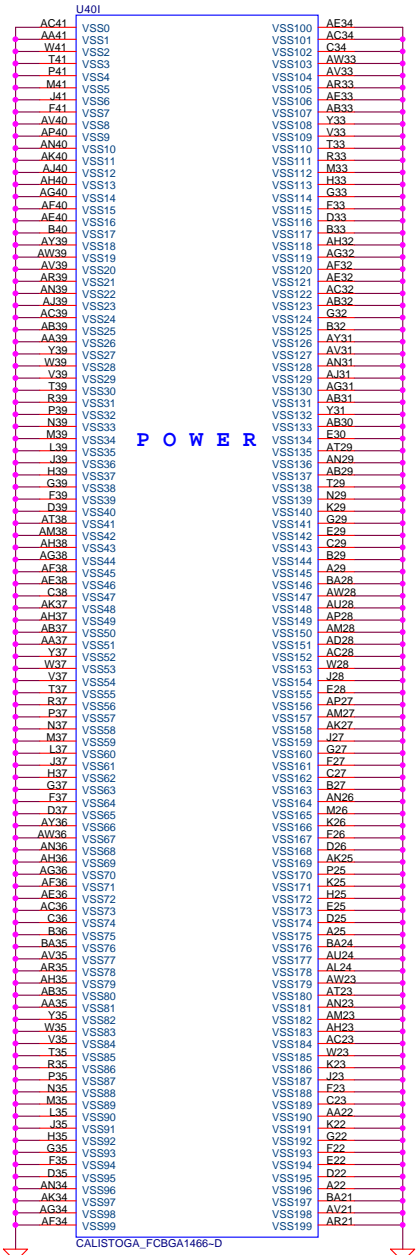 U40I
AC41 VSS0 VSS100 AE34
AA41 VSS1 VSS101 AC34
W41 VSS2 VSS102 C34
T41 VSS3 VSS103 AW33
P41 VSS4 VSS104 AV33
M41 VSS5 VSS105 AR33
J41 VSS6 VSS106 AE33
F41 VSS7 VSS107 AB33
AV40 VSS8 VSS108 Y33
AP40 VSS9 VSS109 V33
AN40 VSS10 VSS110 T33
AK40 VSS11 VSS111 R33
AJ40 VSS12 VSS112 M33
AH40 VSS13 VSS113 H33
AG40 VSS14 VSS114 G33
AF40 VSS15 VSS115 F33
AE40 VSS16 VSS116 D33
B40 VSS17 VSS117 B33
AY39 VSS18 VSS118 AH32
AW39 VSS19 VSS119 AG32
AV39 VSS20 VSS120 AF32
AR39 VSS21 VSS121 AE32
AN39 VSS22 VSS122 AC32
AJ39 VSS23 VSS123 AB32
AC39 VSS24 VSS124 G32
AB39 VSS25 VSS125 B32
AA39 VSS26 VSS126 AY31
Y39 VSS27 VSS127 AV31
W39 VSS28 VSS128 AN31
V39 VSS29 VSS129 AJ31
T39 VSS30 VSS130 AG31
R39 VSS31 VSS131 AB31
P39 VSS32 VSS132 Y31
N39 VSS33 VSS133 AB30
M39 VSS34 VSS134 E30
P O W E R
L39 VSS35 VSS135 AT29
J39 VSS36 VSS136 AN29
H39 VSS37 VSS137 AB29
G39 VSS38 VSS138 T29
F39 VSS39 VSS139 N29
D39 VSS40 VSS140 K29
AT38 VSS41 VSS141 G29
AM38 VSS42 VSS142 E29
AH38 VSS43 VSS143 C29
AG38 VSS44 VSS144 B29
AF38 VSS45 VSS145 A29
AE38 VSS46 VSS146 BA28
C38 VSS47 VSS147 AW28
AK37 VSS48 VSS148 AU28
AH37 VSS49 VSS149 AP28
AB37 VSS50 VSS150 AM28
AA37 VSS51 VSS151 AD28
Y37 VSS52 VSS152 AC28
W37 VSS53 VSS153 W28
V37 VSS54 VSS154 J28
T37 VSS55 VSS155 E28
R37 VSS56 VSS156 AP27
P37 VSS57 VSS157 AM27
N37 VSS58 VSS158 AK27
M37 VSS59 VSS159 J27
L37 VSS60 VSS160 G27
J37 VSS61 VSS161 F27
H37 VSS62 VSS162 C27
G37 VSS63 VSS163 B27
F37 VSS64 VSS164 AN26
D37 VSS65 VSS165 M26
AY36 VSS66 VSS166 K26
AW36 VSS67 VSS167 F26
AN36 VSS68 VSS168 D26
AH36 VSS69 VSS169 AK25
AG36 VSS70 VSS170 P25
AF36 VSS71 VSS171 K25
AE36 VSS72 VSS172 H25
AC36 VSS73 VSS173 E25
C36 VSS74 VSS174 D25
B36 VSS75 VSS175 A25
BA35 VSS76 VSS176 BA24
AV35 VSS77 VSS177 AU24
AR35 VSS78 VSS178 AL24
AH35 VSS79 VSS179 AW23
AB35 VSS80 VSS180 AT23
AA35 VSS81 VSS181 AN23
Y35 VSS82 VSS182 AM23
W35 VSS83 VSS183 AH23
V35 VSS84 VSS184 AC23
T35 VSS85 VSS185 W23
R35 VSS86 VSS186 K23
P35 VSS87 VSS187 J23
N35 VSS88 VSS188 F23
M35 VSS89 VSS189 C23
L35 VSS90 VSS190 AA22
J35 VSS91 VSS191 K22
H35 VSS92 VSS192 G22
G35 VSS93 VSS193 F22
F35 VSS94 VSS194 E22
D35 VSS95 VSS195 D22
AN34 VSS96 VSS196 A22
AK34 VSS97 VSS197 BA21
AG34 VSS98 VSS198 AV21
AF34 VSS99 VSS199 AR21
CALISTOGA_FCBGA1466~D